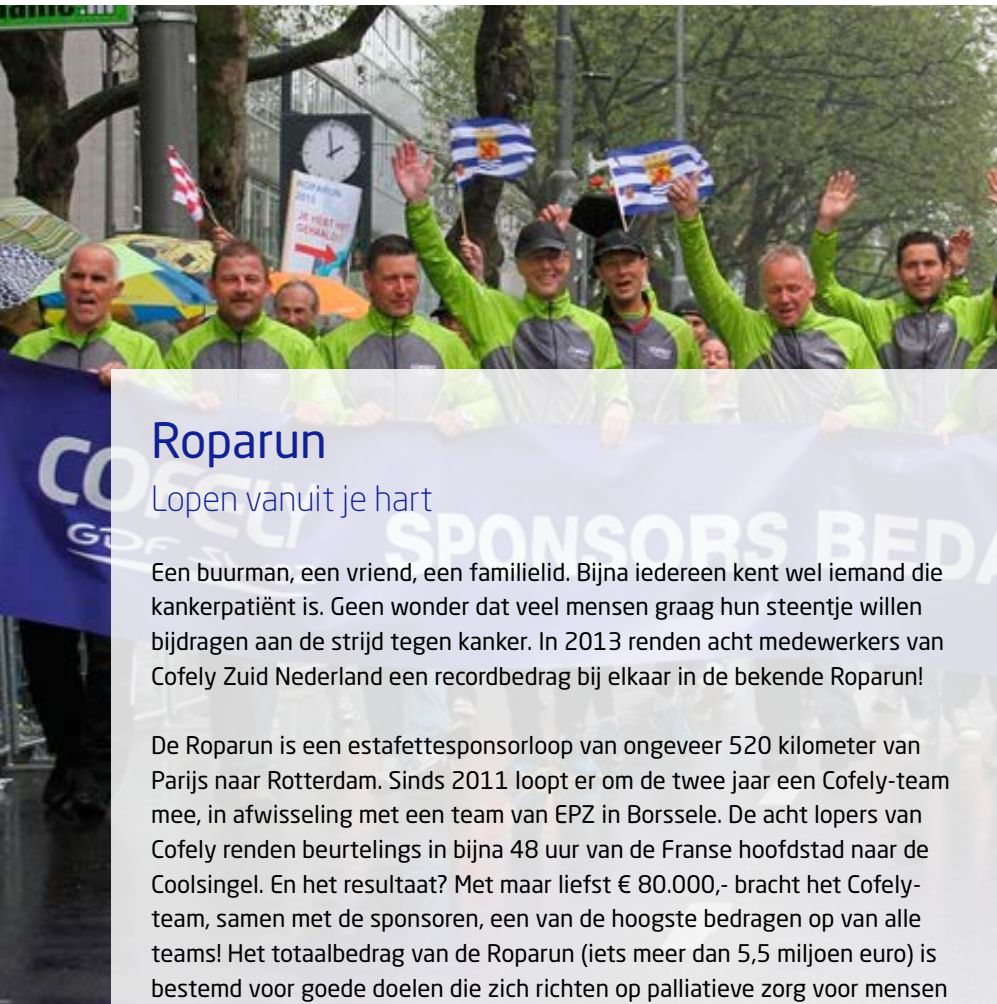 ROPARUN
2013
JE HEBT HET
GEHAALD!
COFELY
GDF
SPONSORS BEDA
Roparun
Lopen vanuit je hart
Een buurman, een vriend, een familielid. Bijna iedereen kent wel iemand die
kankerpatiënt is. Geen wonder dat veel mensen graag hun steentje willen
bijdragen aan de strijd tegen kanker. In 2013 renden acht medewerkers van
Cofely Zuid Nederland een recordbedrag bij elkaar in de bekende Roparun!
De Roparun is een estafettesponsorloop van ongeveer 520 kilometer van
Parijs naar Rotterdam. Sinds 2011 loopt er om de twee jaar een Cofely-team
mee, in afwisseling met een team van EPZ in Borssele. De acht lopers van
Cofely renden beurtelings in bijna 48 uur van de Franse hoofdstad naar de
Coolsingel. En het resultaat? Met maar liefst € 80.000,- bracht het Cofely-
team, samen met de sponsoren, een van de hoogste bedragen op van alle
teams! Het totaalbedrag van de Roparun (iets meer dan 5,5 miljoen euro) is
bestemd voor goede doelen die zich richten op palliatieve zorg voor mensen